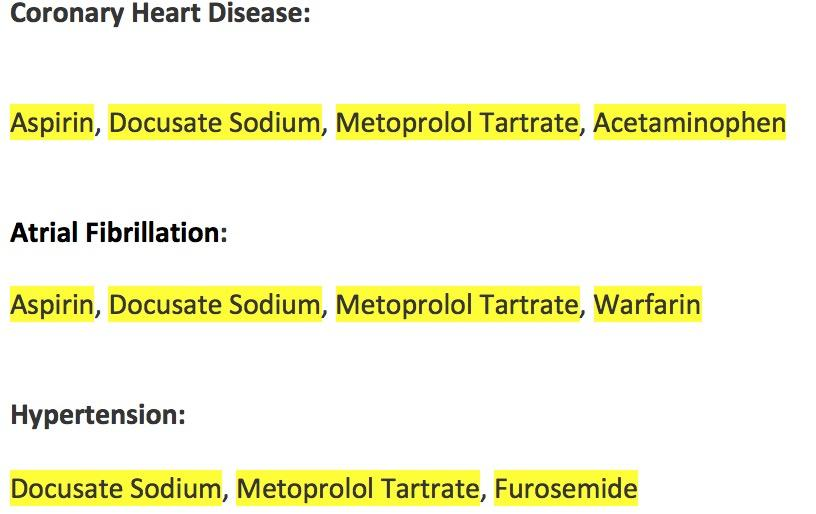 Coronary Heart Disease:
Aspirin, Docusate Sodium, Metoprolol Tartrate, Acetaminophen
Atrial Fibrillation:
Aspirin, Docusate Sodium, Metoprolol Tartrate, Warfarin
Hypertension:
Docusate Sodium, Metoprolol Tartrate, Furosemide